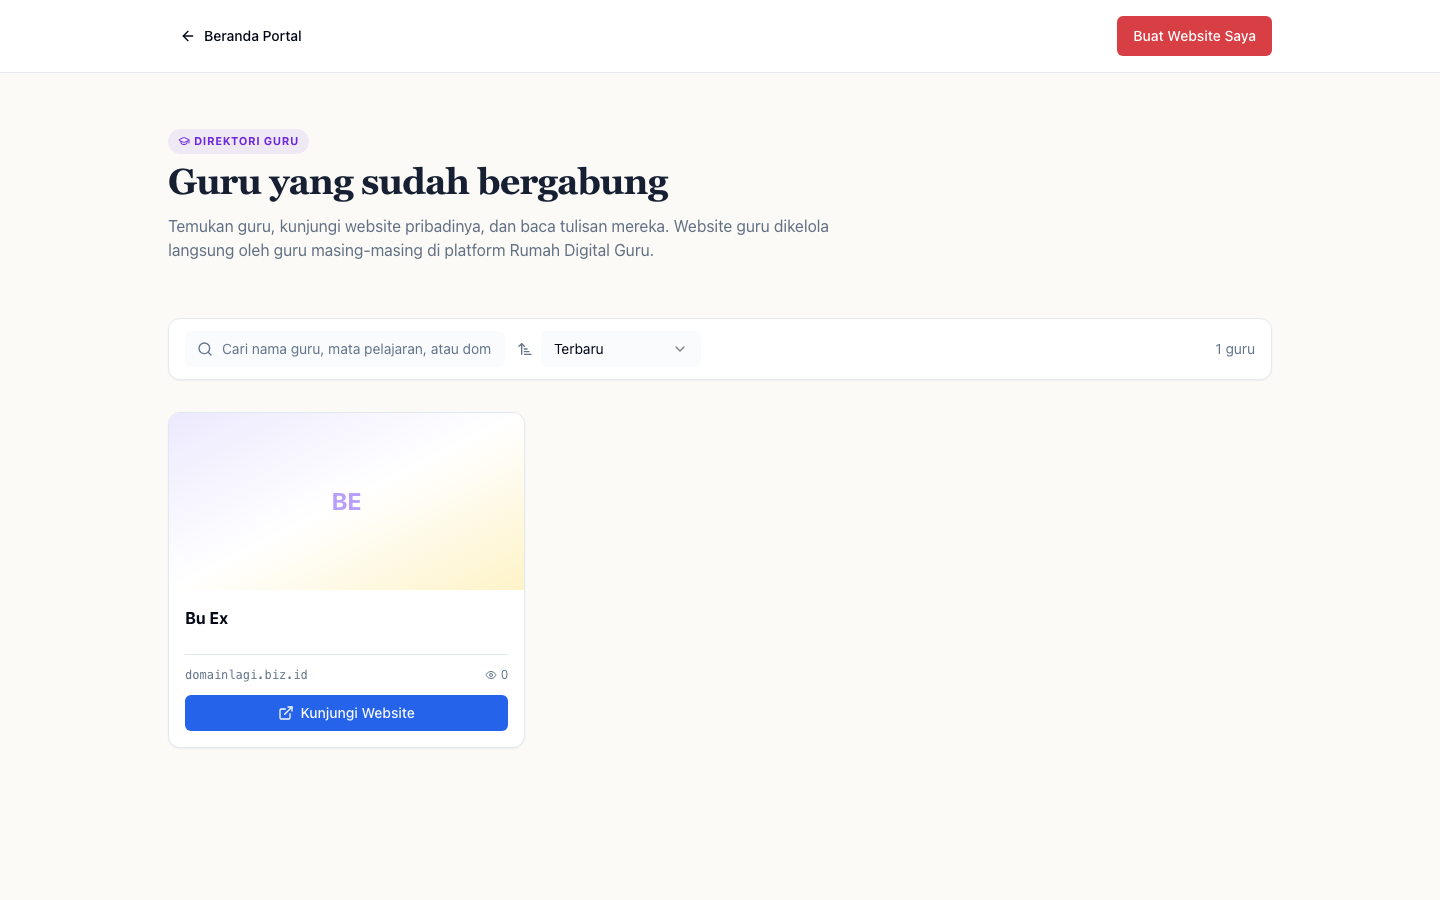 Beranda Portal
Buat Website Saya
DIREKTORI GURU
Guru yang sudah bergabung
Temukan guru, kunjungi website pribadinya, dan baca tulisan mereka. Website guru dikelola
langsung oleh guru masing-masing di platform Rumah Digital Guru.
Cari nama guru, mata pelajaran, atau dom
Terbaru
1 guru
BE
Bu Ex
domainlagi.biz.id
0
Kunjungi Website